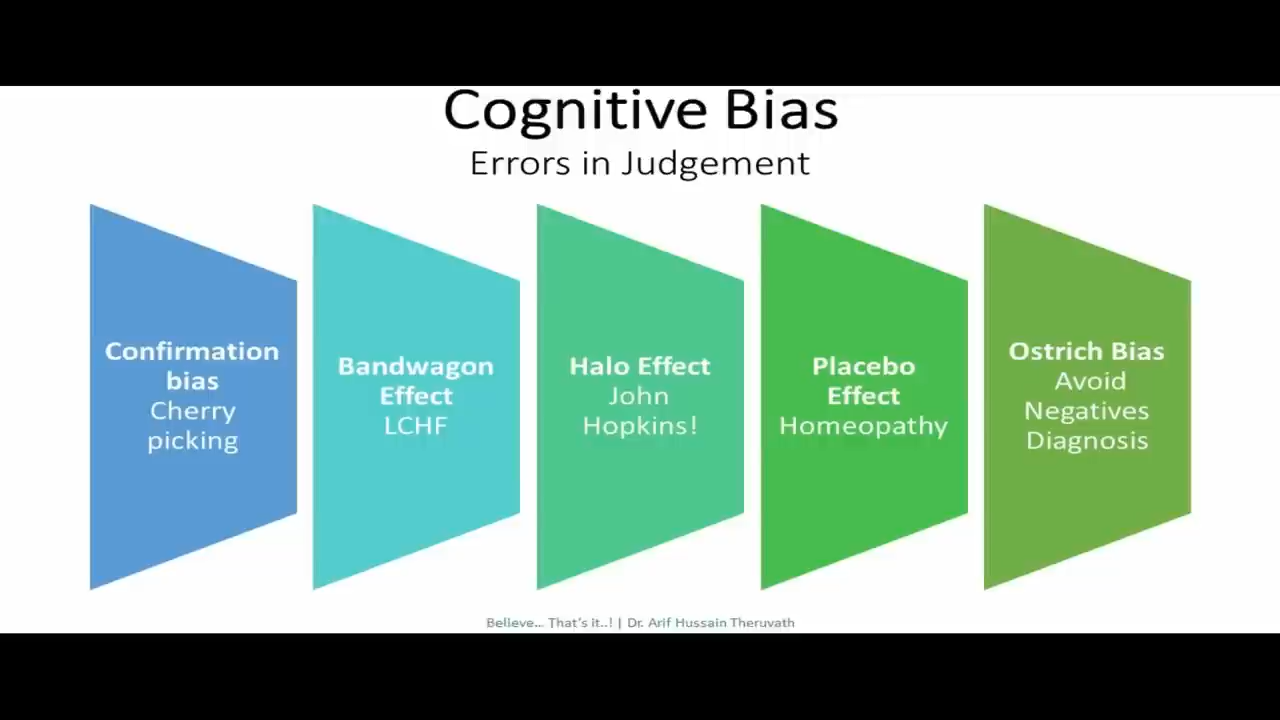 Cognitive Bias
Errors in Judgement
Confirmation
bias
Cherry
picking
Bandwagon
Effect
LCHF
Halo Effect
John
Hopkins!
Placebo
Effect
Homeopathy
Ostrich Bias
Avoid
Negatives
Diagnosis
Believe... That's it..! | Dr. Arif Hussain Theruvath